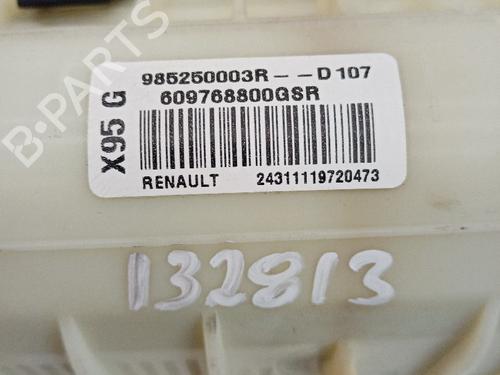 B-PARTS
X95 G
985250003R - - D 107
609768800GSR
RENAULT 24311119720473
132813